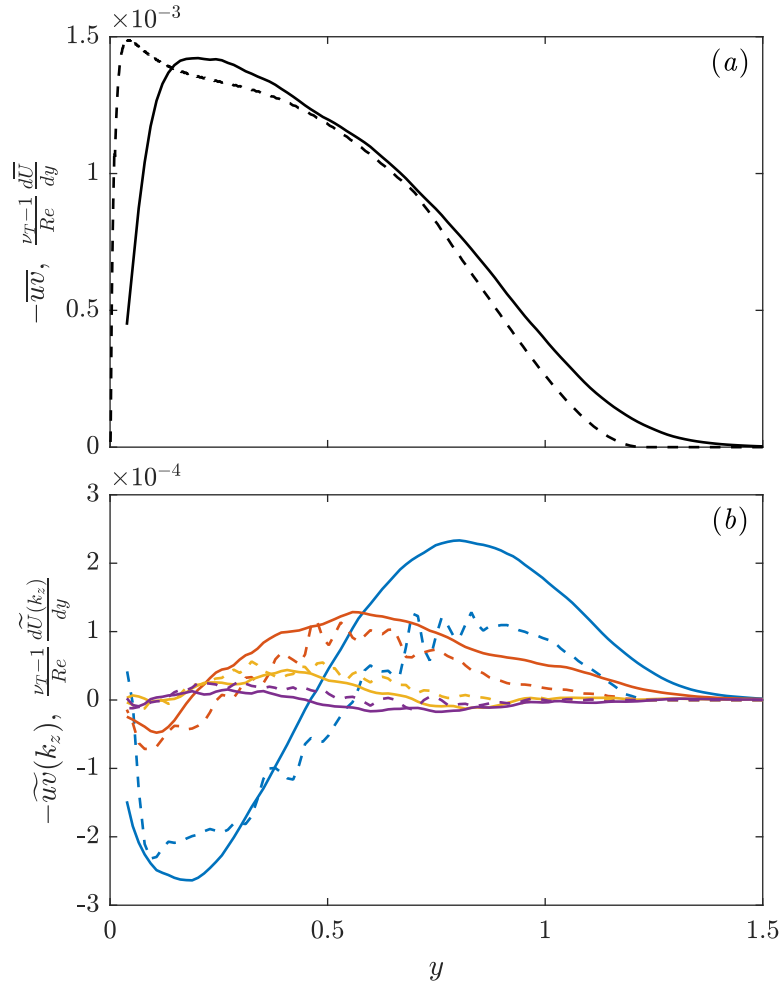 ×10⁻³
1.5
(a)
1
0.5
0
$-\overline{uv}$, $\frac{\nu_T-1}{Re}\frac{d\overline{U}}{dy}$
×10⁻⁴
3
(b)
2
1
0
-1
-2
-3
$-\widetilde{uv}(k_z)$, $\frac{\nu_T-1}{Re}\frac{d\widetilde{U}(k_z)}{dy}$
0 0.5 1 1.5
y